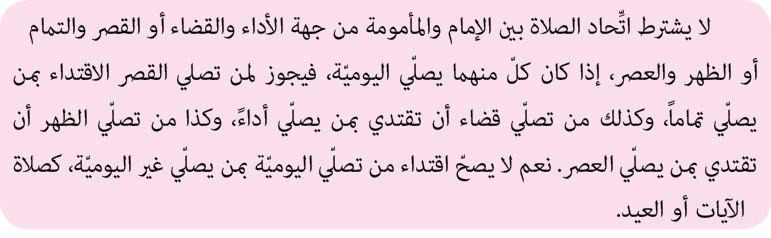 لا يشترط اتِّحاد الصلاة بين الإمام والمأمومة من جهة الأداء والقضاء أو القصر والتمام
أو الظهر والعصر، إذا كان كلّ منهما يصلّي اليوميّة، فيجوز لمن تصلي القصر الاقتداء بمن
يصلّي تماماً، وكذلك من تصلّي قضاء أن تقتدي بمن يصلّي أداءً، وكذا من تصلّي الظهر أن
تقتدي بمن يصلّي العصر. نعم لا يصحّ اقتداء من تصلّي اليوميّة بمن يصلّي غير اليوميّة، كصلاة
الآيات أو العيد.